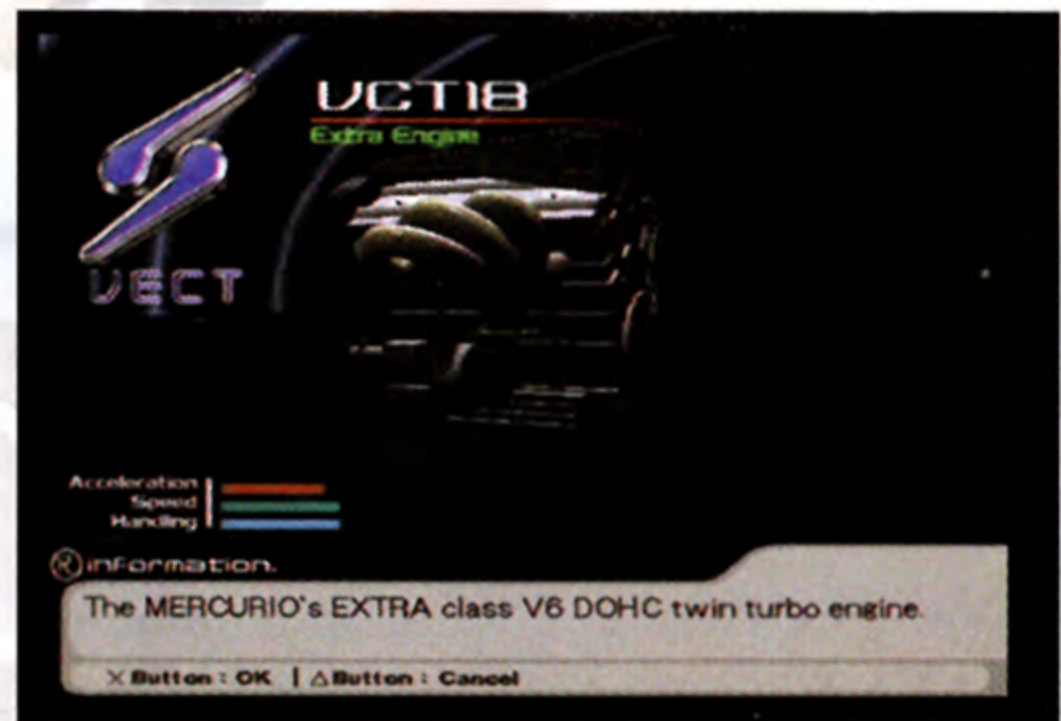 VCT18
Extra Engine
VECT
Acceleration
Speed
Handling
R information.
The MERCURIO's EXTRA class V6 DOHC twin turbo engine.
× Button : OK | △ Button : Cancel